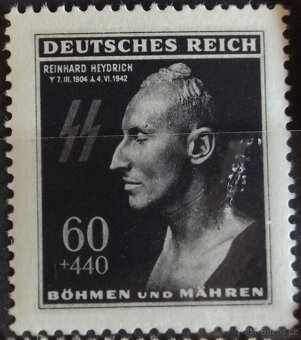 DEUTSCHES REICH
REINHARD HEYDRICH
7. III. 1904 4. VI. 1942
60
+440
BÖHMEN UND MÄHREN